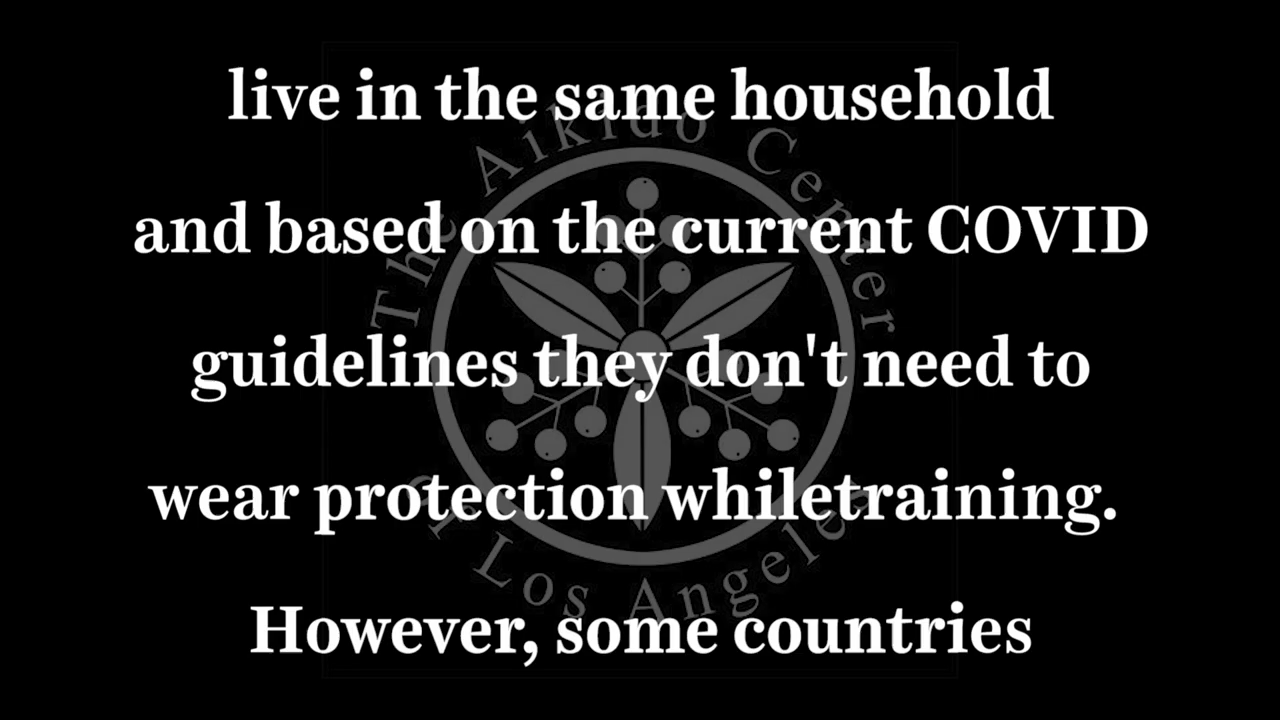 live in the same household
and based on the current COVID
guidelines they don't need to
wear protection whiletraining.
However, some countries
The Aikido Center
of Los Angeles